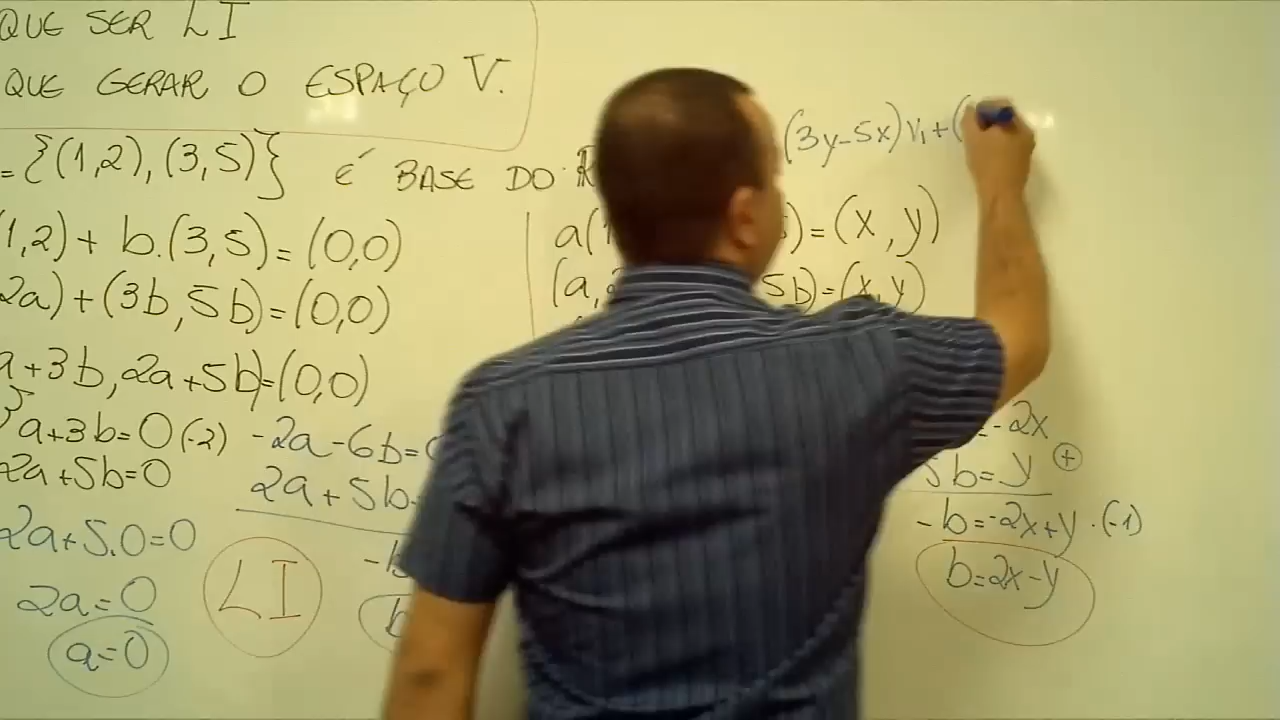 QUE SER LI
QUE GERAR O ESPAÇO V.
={(1,2),(3,5)} É BASE DO R
(3y-5x)v₁+(
1,2)+ b.(3,5)=(0,0)
2a)+(3b,5b)=(0,0)
a+3b,2a+5b)=(0,0)
a+3b=0(-2)
2a+5b=0
2a+5.0=0
2a=0
a=0
LI
-2a-6b=
2a+5b
-b
b
a( )=(x,y)
(a, 5b)=(x,y)
=-2x
5b=y +
-b=-2x+y.(-1)
b=2x-y